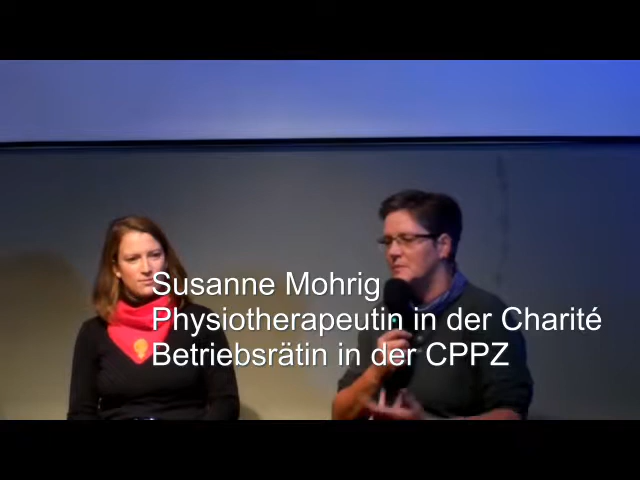 Susanne Mohrig
Physiotherapeutin in der Charité
Betriebsrätin in der CPPZ